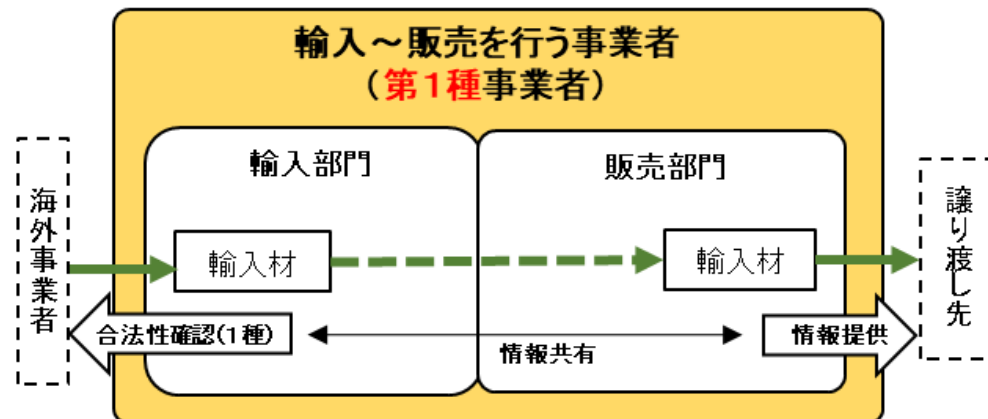 輸入~販売を行う事業者
(第1種事業者)
輸入部門
販売部門
海外事業者
輸入材
輸入材
譲り渡し先
合法性確認(1種)
情報共有
情報提供